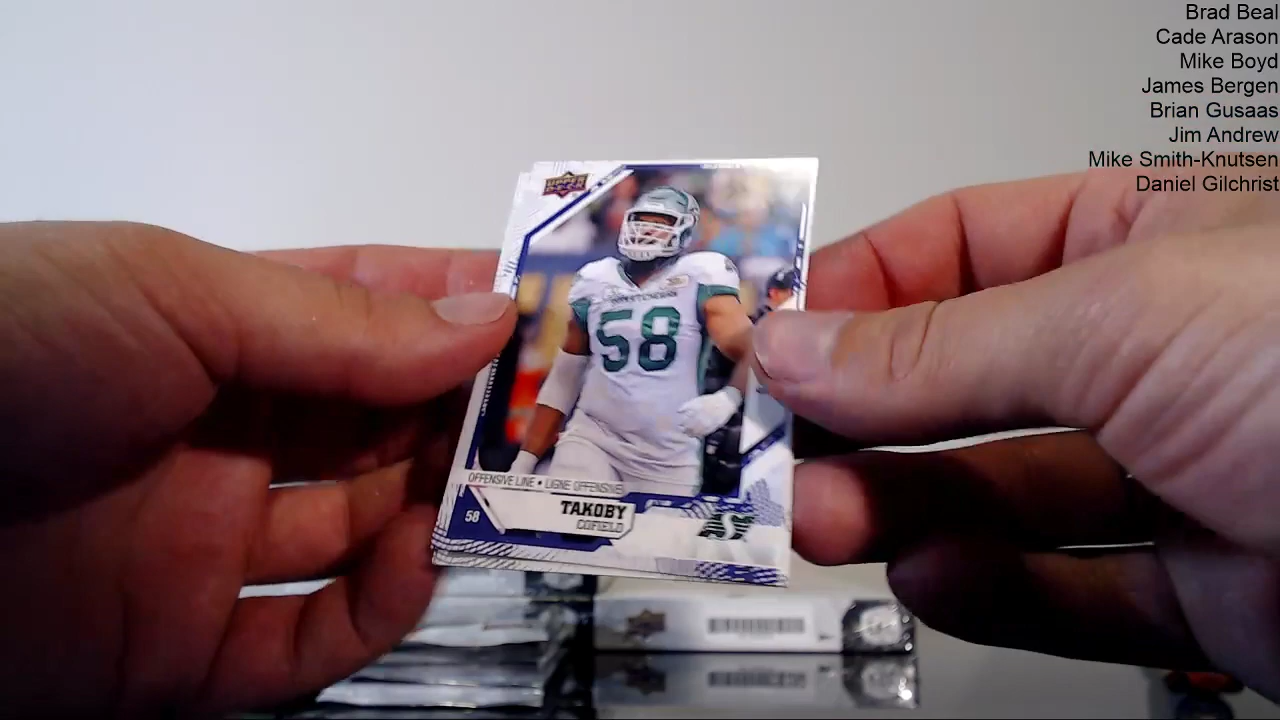 Brad Beal
Cade Arason
Mike Boyd
James Bergen
Brian Gusaas
Jim Andrew
Mike Smith-Knutsen
Daniel Gilchrist
UPPER
58
OFFENSIVE LINE • LIGNE OFFENSIVE
58
TAKOBY
COFIELD